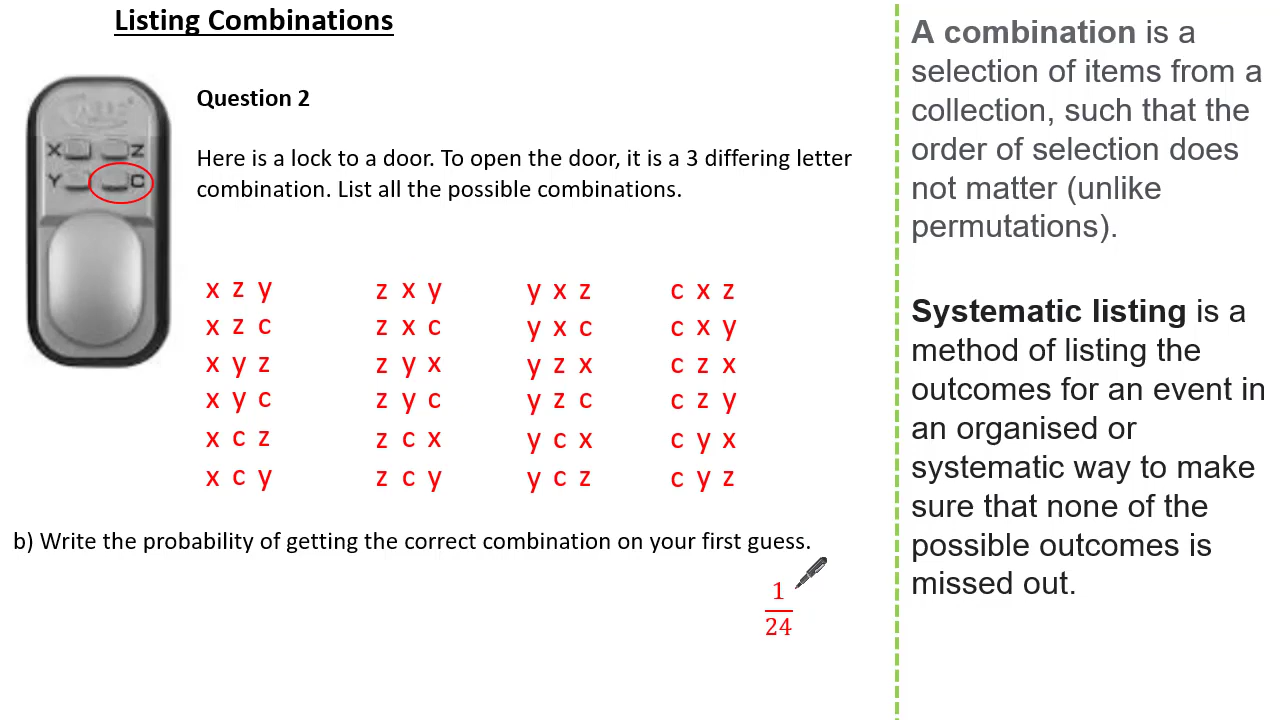 Listing Combinations
Question 2
Here is a lock to a door. To open the door, it is a 3 differing letter
combination. List all the possible combinations.
X Z
Y C
x z y z x y y x z c x z
x z c z x c y x c c x y
x y z z y x y z x c z x
x y c z y c y z c c z y
x c z z c x y c x c y x
x c y z c y y c z c y z
b) Write the probability of getting the correct combination on your first guess.
1
24
A combination is a
selection of items from a
collection, such that the
order of selection does
not matter (unlike
permutations).
Systematic listing is a
method of listing the
outcomes for an event in
an organised or
systematic way to make
sure that none of the
possible outcomes is
missed out.